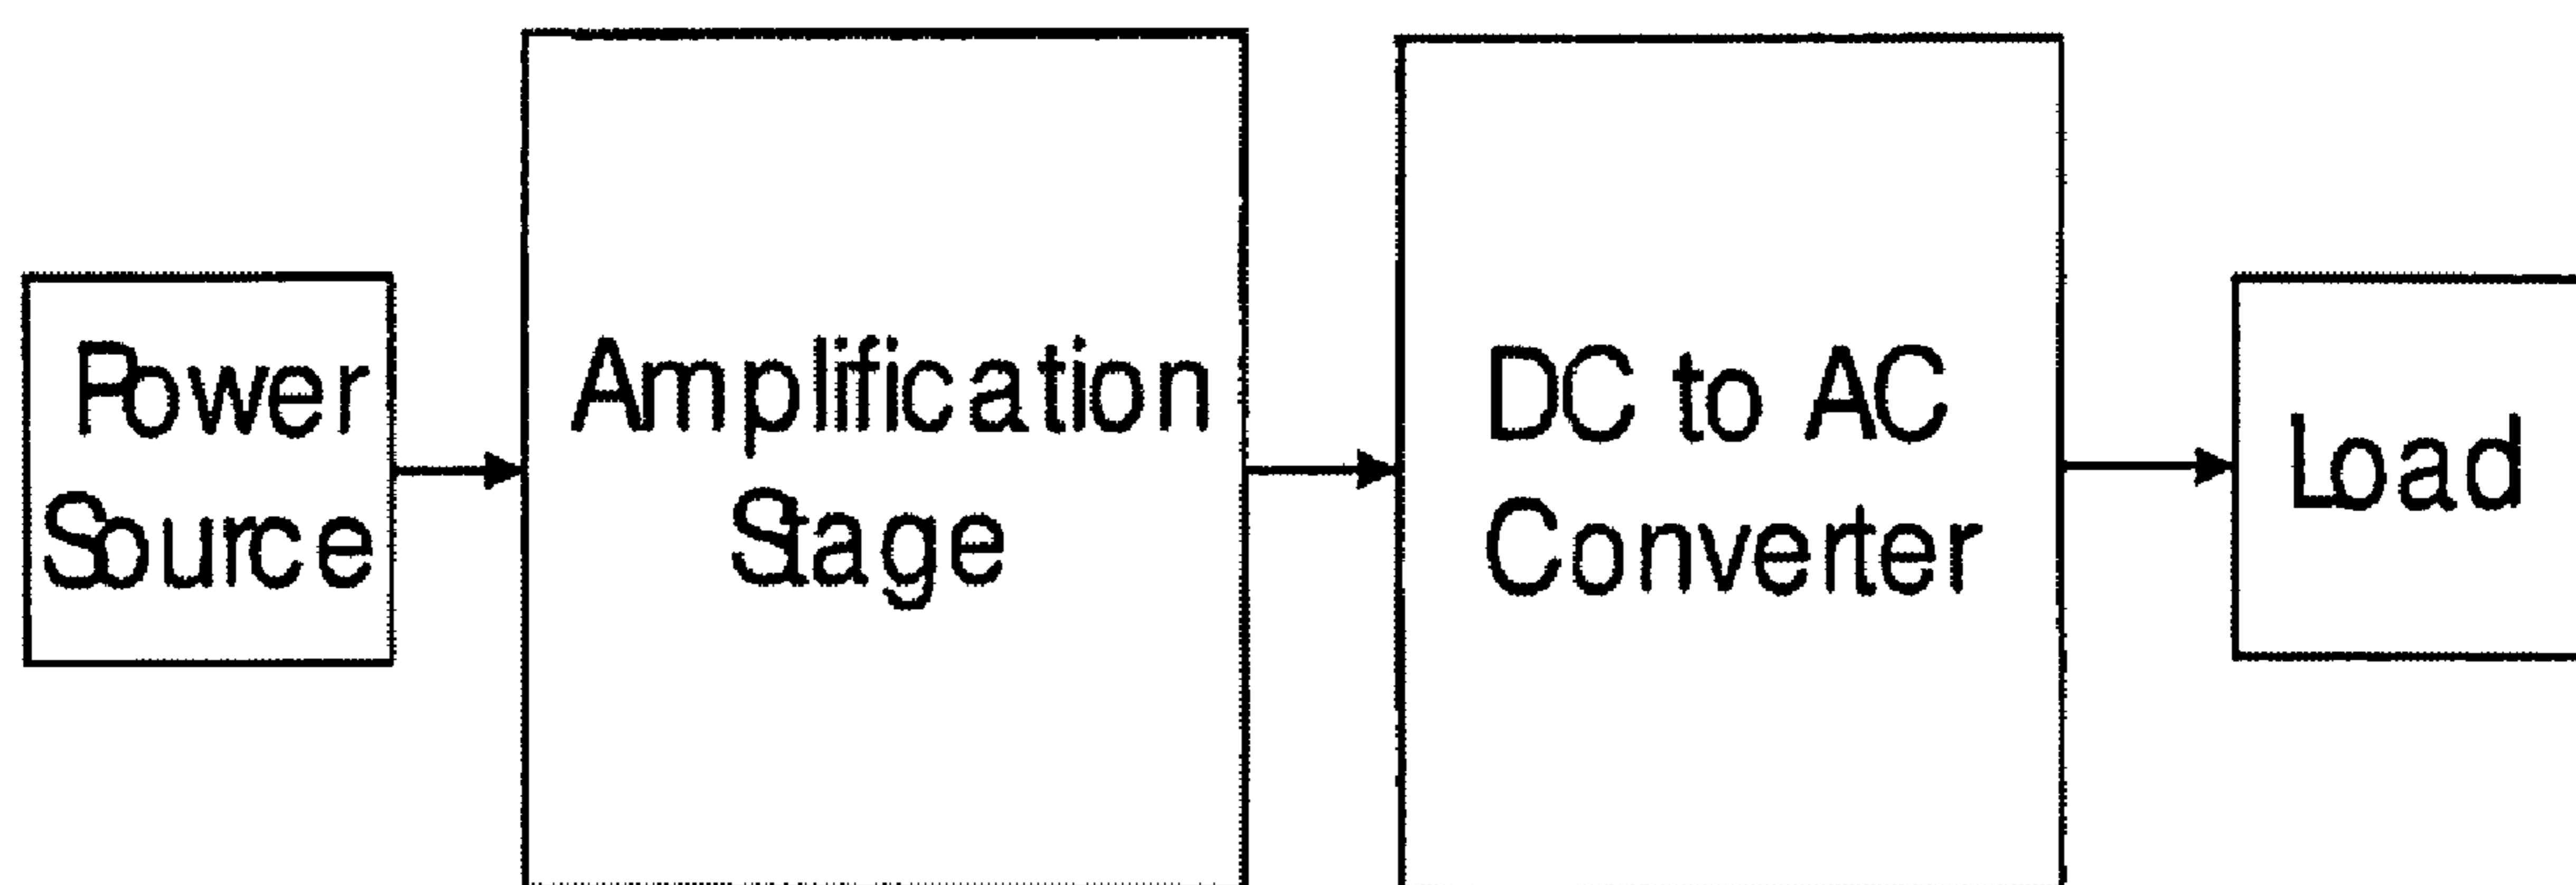 Power
Source
Amplification
Stage
DC to AC
Converter
Load